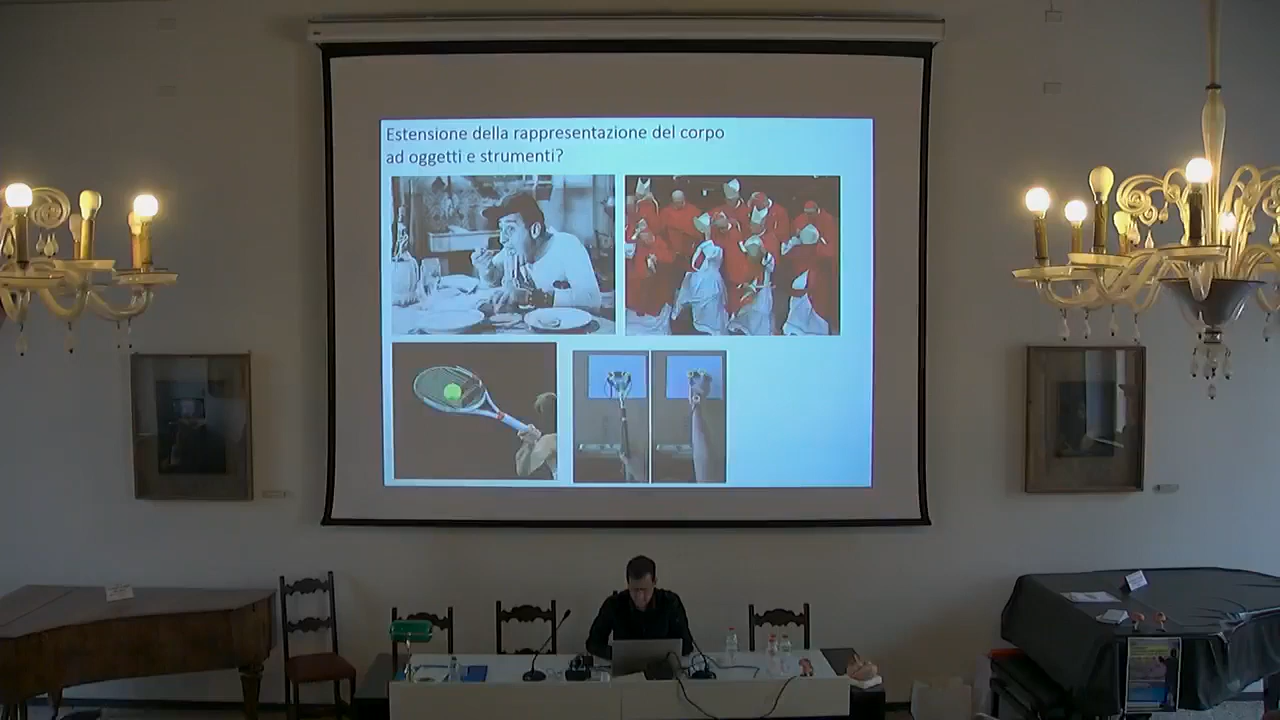 Estensione della rappresentazione del corpo
ad oggetti e strumenti?